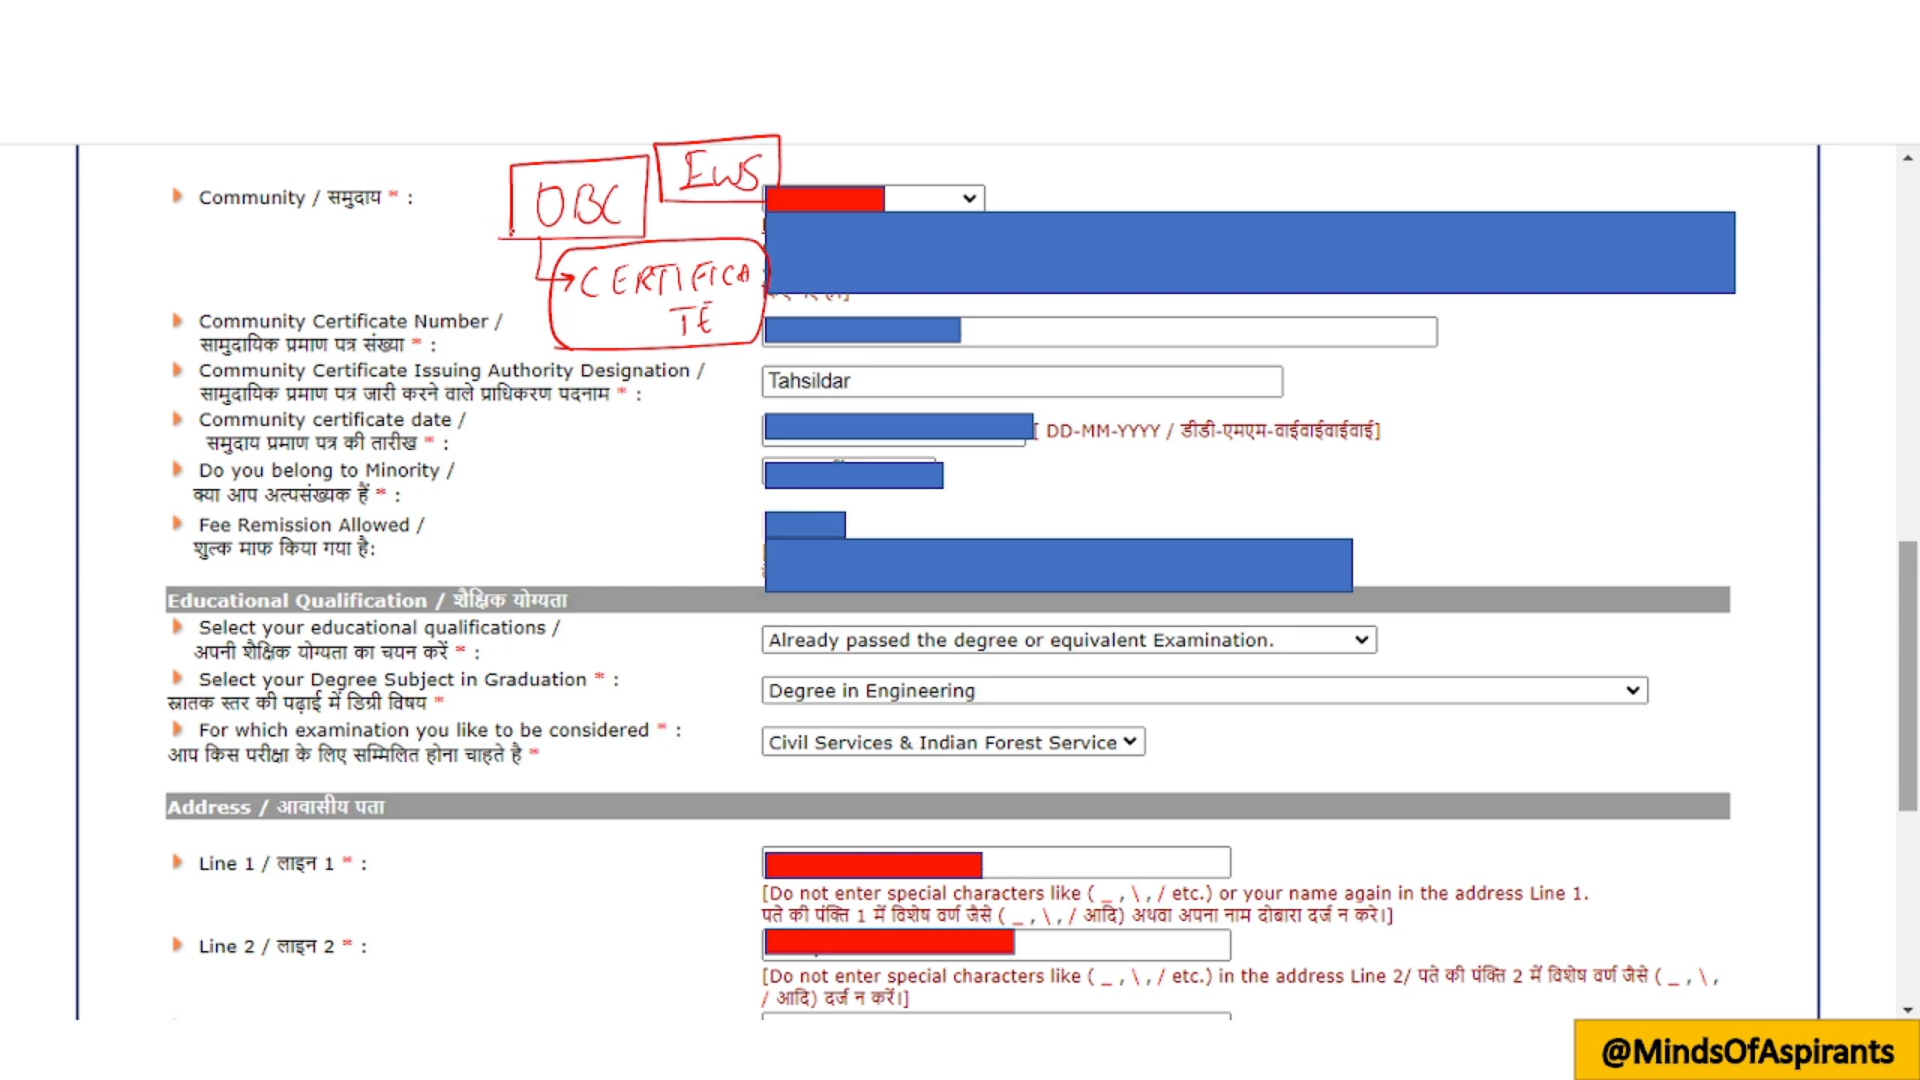 EWS
OBC
Community / समुदाय * :
CERTIFICA
TE
Community Certificate Number /
सामुदायिक प्रमाण पत्र संख्या * :
Community Certificate Issuing Authority Designation /
सामुदायिक प्रमाण पत्र जारी करने वाले प्राधिकरण पदनाम * :
Tahsildar
Community certificate date /
समुदाय प्रमाण पत्र की तारीख * :
[ DD-MM-YYYY / डीडी-एमएम-वाईवाईवाईवाई]
Do you belong to Minority /
क्या आप अल्पसंख्यक हैं * :
Fee Remission Allowed /
शुल्क माफ किया गया है:
Educational Qualification / शैक्षिक योग्यता
Select your educational qualifications /
अपनी शैक्षिक योग्यता का चयन करें * :
Already passed the degree or equivalent Examination.
Select your Degree Subject in Graduation * :
स्नातक स्तर की पढ़ाई में डिग्री विषय *
Degree in Engineering
For which examination you like to be considered * :
आप किस परीक्षा के लिए सम्मिलित होना चाहते है *
Civil Services & Indian Forest Service
Address / आवासीय पता
Line 1 / लाइन 1 * :
[Do not enter special characters like ( _ , \ , / etc.) or your name again in the address Line 1.
पते की पंक्ति 1 में विशेष वर्ण जैसे ( _ , \ , / आदि) अथवा अपना नाम दोबारा दर्ज न करे।]
Line 2 / लाइन 2 * :
[Do not enter special characters like ( _ , \ , / etc.) in the address Line 2/ पते की पंक्ति 2 में विशेष वर्ण जैसे ( _ , \ ,
/ आदि) दर्ज न करें।]
@MindsOfAspirants